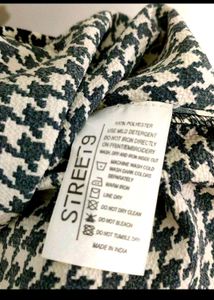 STREET9
100% POLYESTER
USE MILD DETERGENT
DO NOT IRON DIRECTLY
ON PRINT/EMBROIDERY
WASH, DRY AND IRON INSIDE OUT
MACHINE WASH COLD
WASH DARK COLORS
SEPARATELY
WARM IRON
LINE DRY
DO NOT DRY CLEAN
DO NOT BLEACH
DO NOT TUMBLE DRY
MADE IN INDIA